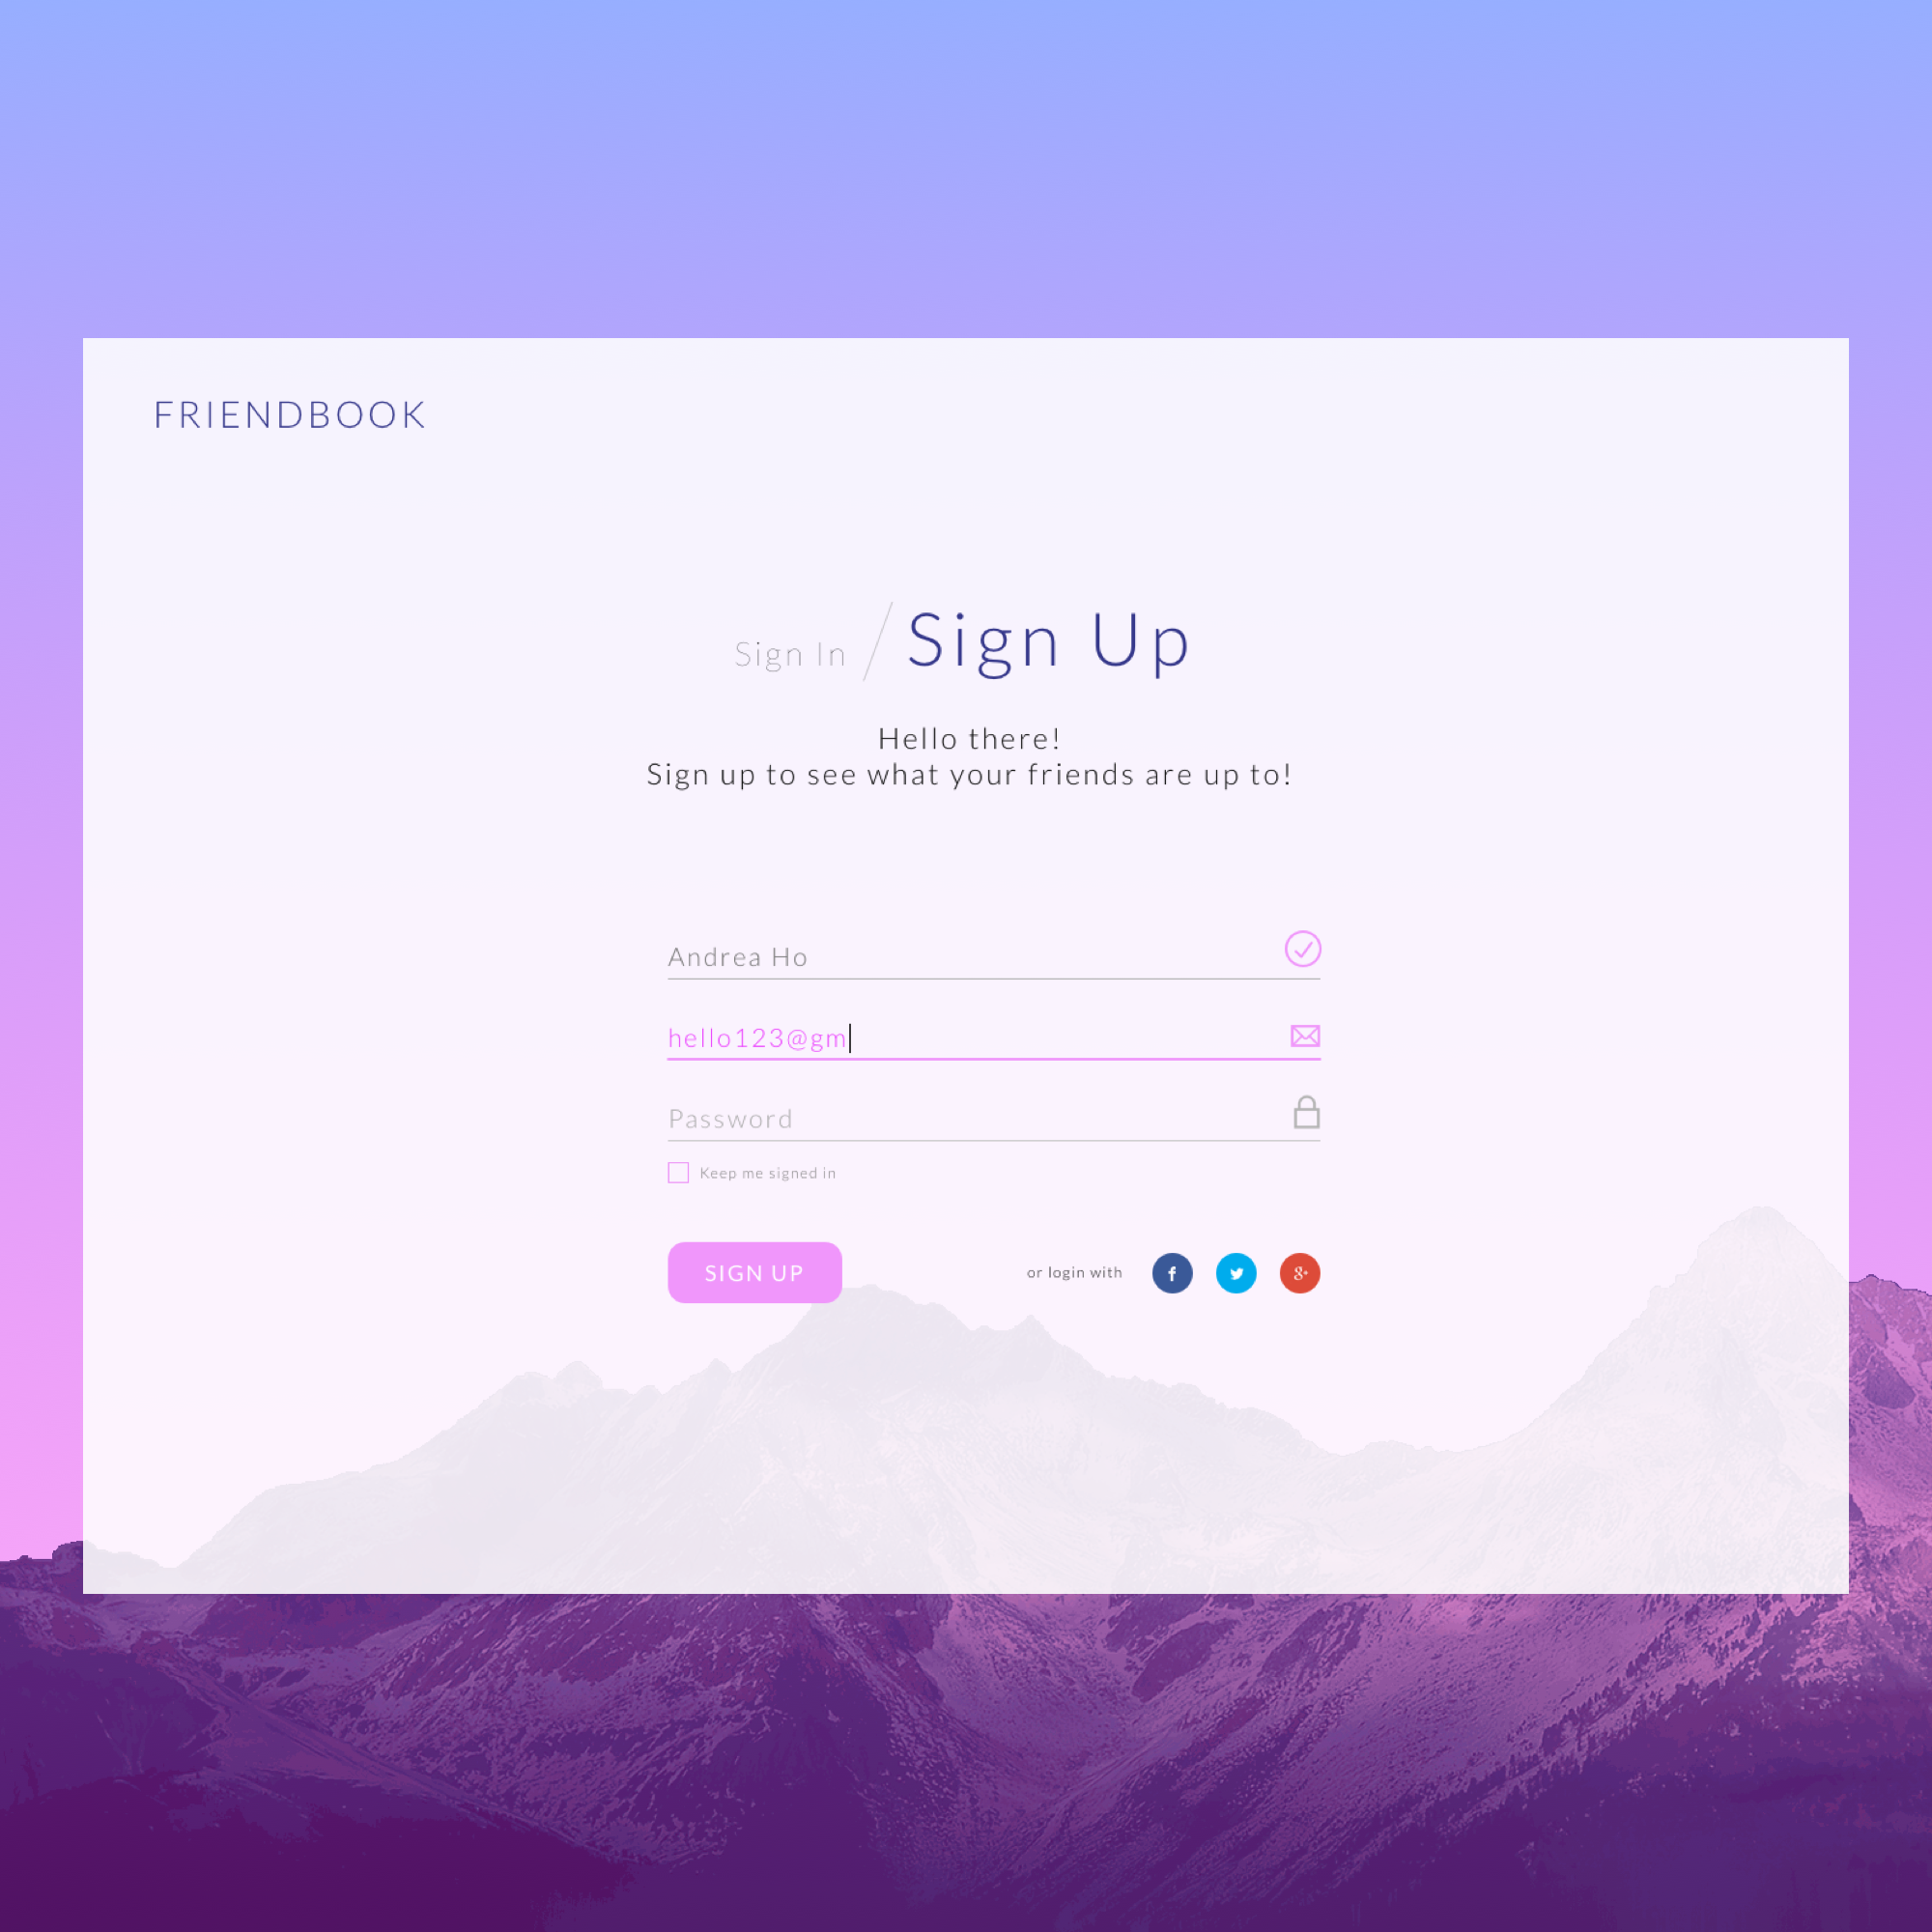 FRIENDBOOK
Sign In / Sign Up
Hello there!
Sign up to see what your friends are up to!
Andrea Ho
hello123@gm
Password
Keep me signed in
SIGN UP
or login with
f
g+